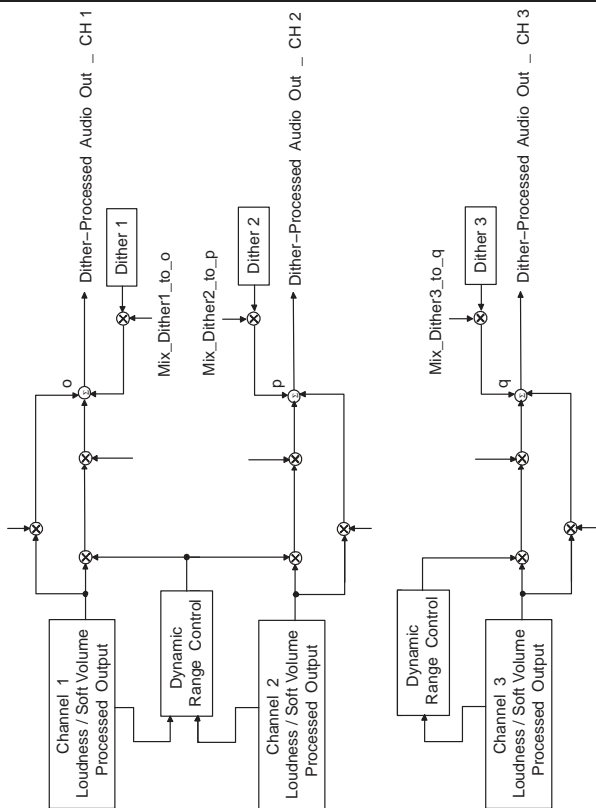 Dither–Processed Audio Out _ CH 1
Dither 1
Mix_Dither1_to_o
o
Σ
Channel 1
Loudness / Soft Volume
Processed Output
Dynamic
Range Control
Dither–Processed Audio Out _ CH 2
Dither 2
Mix_Dither2_to_p
p
Σ
Channel 2
Loudness / Soft Volume
Processed Output
Dither–Processed Audio Out _ CH 3
Dither 3
Mix_Dither3_to_q
q
Σ
Dynamic
Range Control
Channel 3
Loudness / Soft Volume
Processed Output